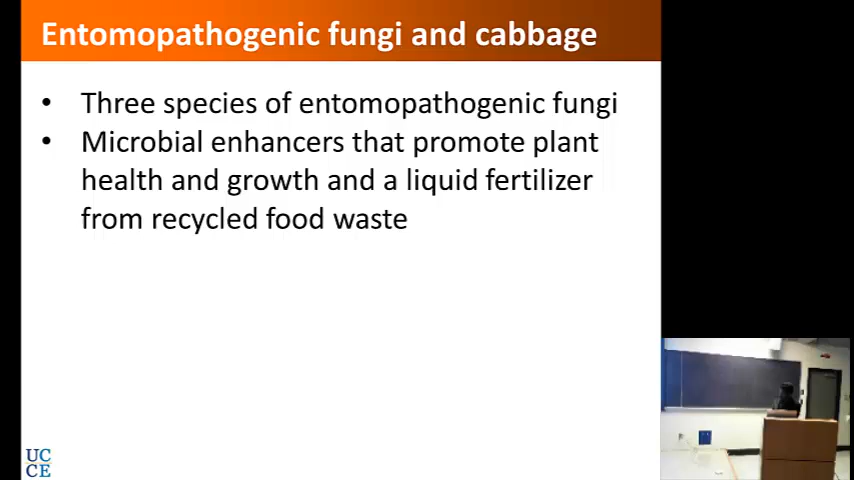 Entomopathogenic fungi and cabbage
• Three species of entomopathogenic fungi
• Microbial enhancers that promote plant
health and growth and a liquid fertilizer
from recycled food waste
UC
CE